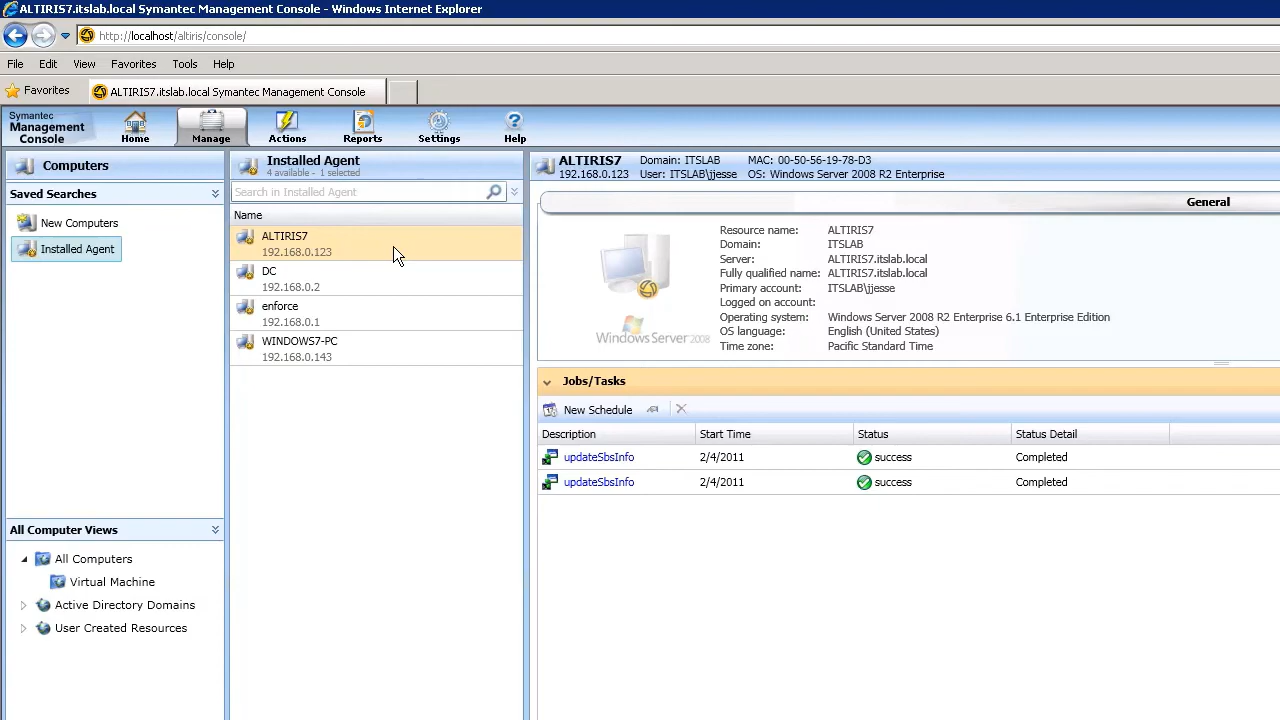 ALTIRIS7.itslab.local Symantec Management Console - Windows Internet Explorer
http://localhost/altiris/console/
File Edit View Favorites Tools Help
Favorites ALTIRIS7.itslab.local Symantec Management Console
Symantec
Management
Console
Home Manage Actions Reports Settings Help
Computers
Saved Searches
New Computers
Installed Agent
All Computer Views
All Computers
Virtual Machine
Active Directory Domains
User Created Resources
Installed Agent
4 available - 1 selected
Search in Installed Agent
Name
ALTIRIS7
192.168.0.123
DC
192.168.0.2
enforce
192.168.0.1
WINDOWS7-PC
192.168.0.143
ALTIRIS7 Domain: ITSLAB MAC: 00-50-56-19-78-D3
192.168.0.123 User: ITSLAB\jjesse OS: Windows Server 2008 R2 Enterprise
General
Windows Server 2008
Resource name: ALTIRIS7
Domain: ITSLAB
Server: ALTIRIS7.itslab.local
Fully qualified name: ALTIRIS7.itslab.local
Primary account: ITSLAB\jjesse
Logged on account:
Operating system: Windows Server 2008 R2 Enterprise 6.1 Enterprise Edition
OS language: English (United States)
Time zone: Pacific Standard Time
Jobs/Tasks
New Schedule
Description Start Time Status Status Detail
updateSbsInfo 2/4/2011 success Completed
updateSbsInfo 2/4/2011 success Completed